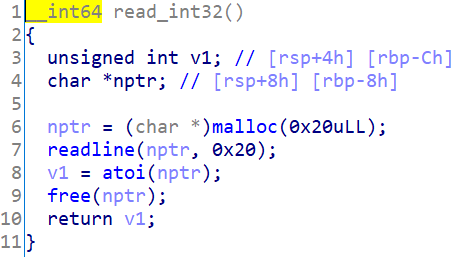 1 __int64 read_int32()
2 {
3   unsigned int v1; // [rsp+4h] [rbp-Ch]
4   char *nptr; // [rsp+8h] [rbp-8h]
5
6   nptr = (char *)malloc(0x20uLL);
7   readline(nptr, 0x20);
8   v1 = atoi(nptr);
9   free(nptr);
10   return v1;
11 }